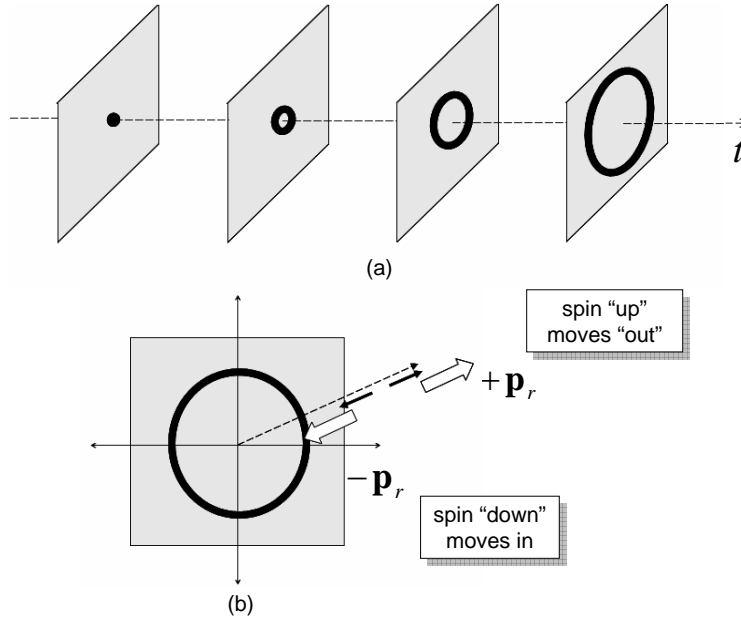 t
(a)
spin “up”
moves “out”
+p_r
−p_r
spin “down”
moves in
(b)